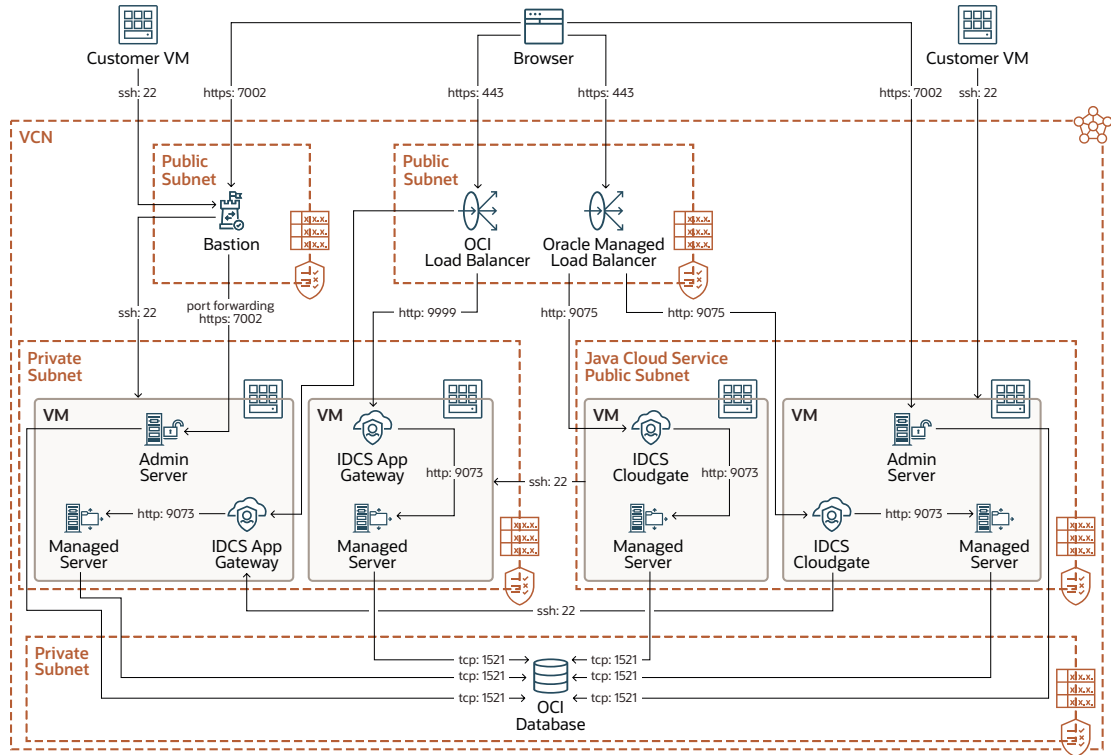 Customer VM
Browser
Customer VM
ssh: 22
https: 7002
https: 443
https: 443
https: 7002
ssh: 22
VCN
Public
Subnet
Public
Subnet
Bastion
OCI
Load Balancer
Oracle Managed
Load Balancer
ssh: 22
port forwarding
https: 7002
http: 9999
http: 9075
http: 9075
Private
Subnet
Java Cloud Service
Public Subnet
VM
Admin
Server
http: 9073
Managed
Server
IDCS App
Gateway
VM
IDCS App
Gateway
http: 9073
Managed
Server
ssh: 22
VM
IDCS
Cloudgate
http: 9073
Managed
Server
VM
Admin
Server
http: 9073
IDCS
Cloudgate
Managed
Server
ssh: 22
Private
Subnet
tcp: 1521
tcp: 1521
tcp: 1521
tcp: 1521
tcp: 1521
tcp: 1521
OCI
Database